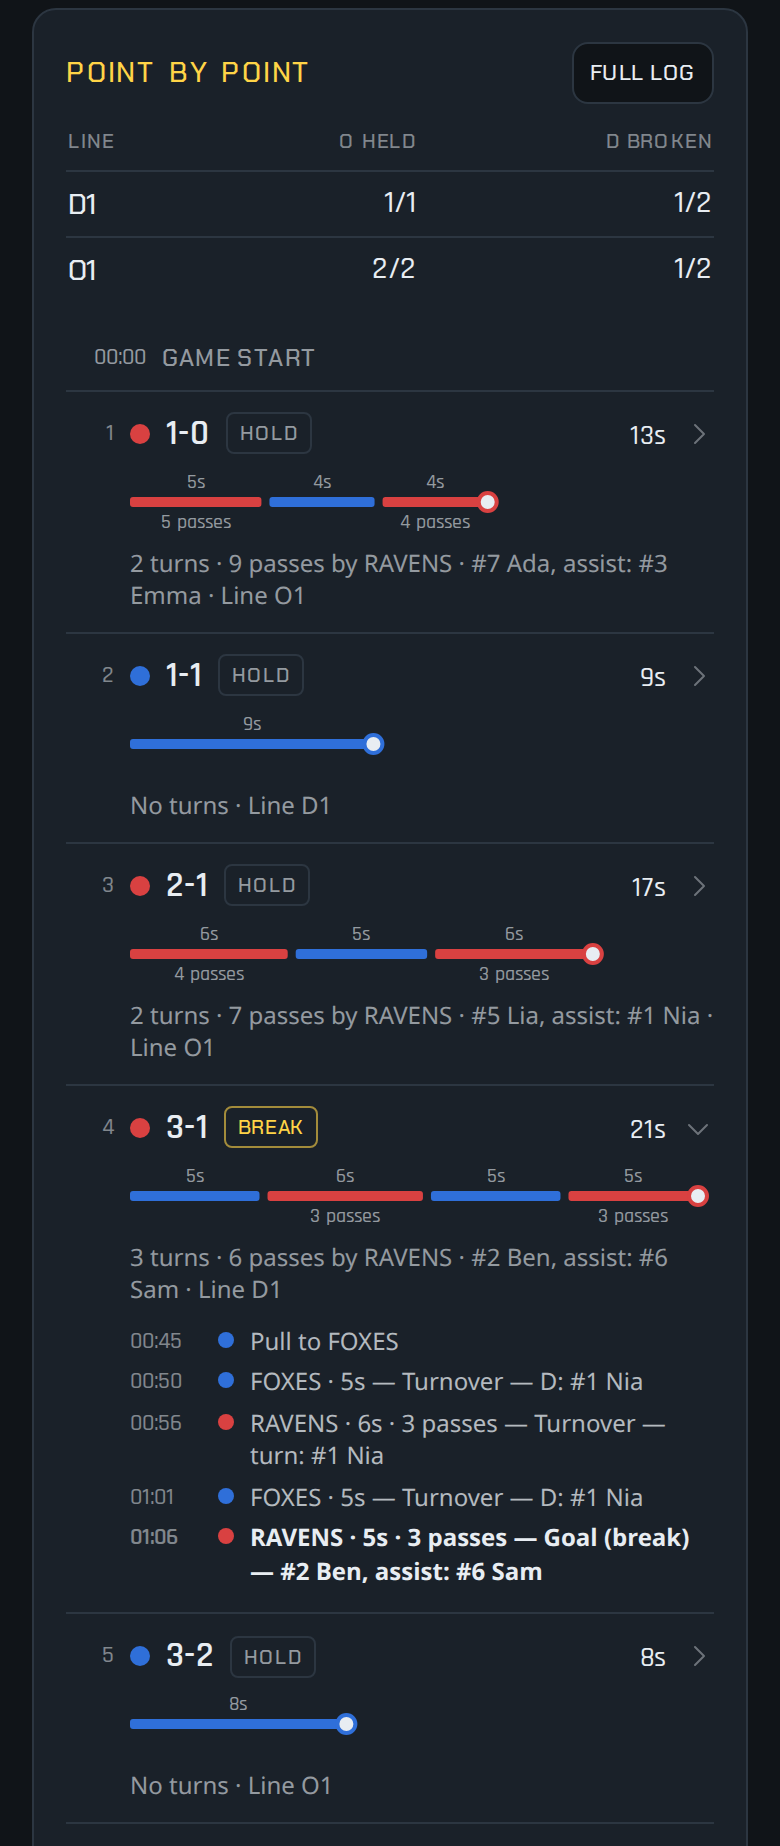 POINT BY POINT
FULL LOG
LINE O HELD D BROKEN
D1 1/1 1/2
O1 2/2 1/2
00:00 GAME START
1 1-0 HOLD 13s
5s 4s 4s
5 passes 4 passes
2 turns · 9 passes by RAVENS · #7 Ada, assist: #3
Emma · Line O1
2 1-1 HOLD 9s
9s
No turns · Line D1
3 2-1 HOLD 17s
6s 5s 6s
4 passes 3 passes
2 turns · 7 passes by RAVENS · #5 Lia, assist: #1 Nia ·
Line O1
4 3-1 BREAK 21s
5s 6s 5s 5s
3 passes 3 passes
3 turns · 6 passes by RAVENS · #2 Ben, assist: #6
Sam · Line D1
00:45 Pull to FOXES
00:50 FOXES · 5s — Turnover — D: #1 Nia
00:56 RAVENS · 6s · 3 passes — Turnover —
turn: #1 Nia
01:01 FOXES · 5s — Turnover — D: #1 Nia
01:06 RAVENS · 5s · 3 passes — Goal (break)
— #2 Ben, assist: #6 Sam
5 3-2 HOLD 8s
8s
No turns · Line O1